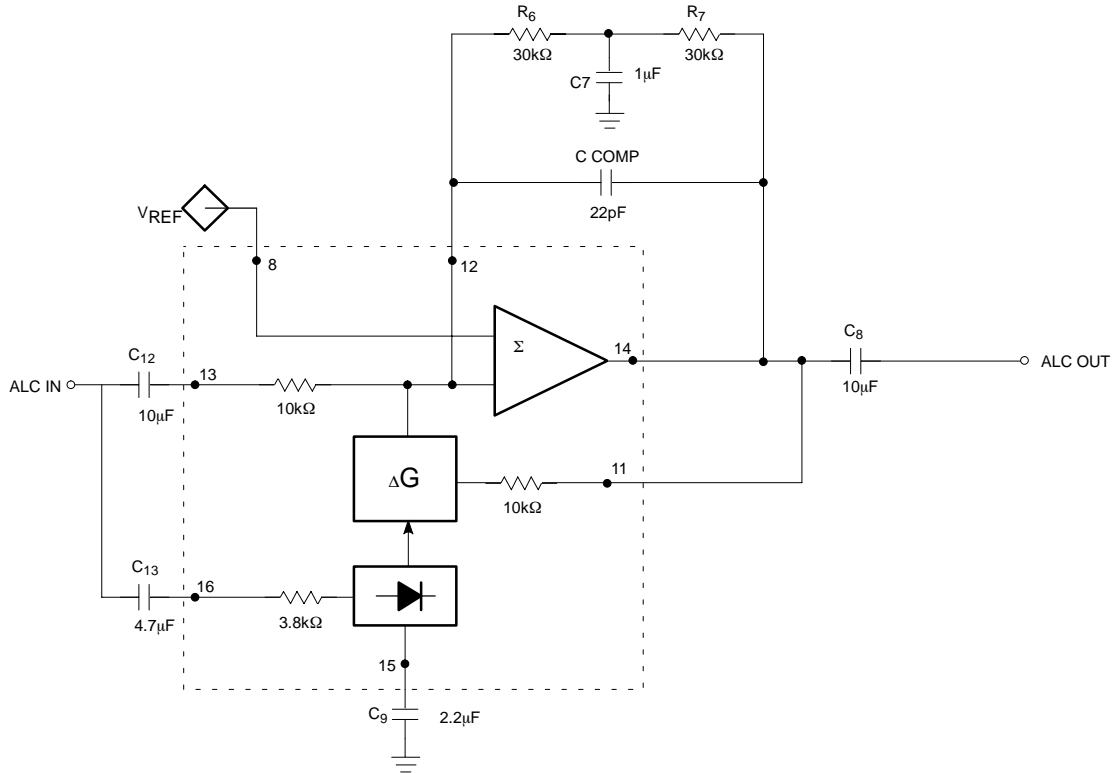 R6
R7
30kΩ
30kΩ
C7
1μF
C COMP
22pF
VREF
8
12
Σ
14
C8
ALC OUT
10μF
C12
ALC IN
13
10μF
10kΩ
ΔG
11
10kΩ
C13
16
4.7μF
3.8kΩ
15
C9
2.2μF